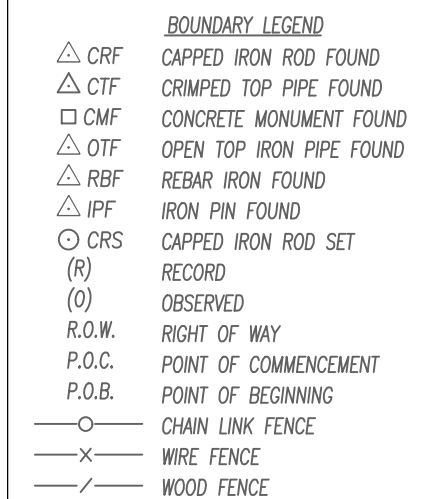 BOUNDARY LEGEND
CRF CAPPED IRON ROD FOUND
CTF CRIMPED TOP PIPE FOUND
CMF CONCRETE MONUMENT FOUND
OTF OPEN TOP IRON PIPE FOUND
RBF REBAR IRON FOUND
IPF IRON PIN FOUND
CRS CAPPED IRON ROD SET
(R) RECORD
(O) OBSERVED
R.O.W. RIGHT OF WAY
P.O.C. POINT OF COMMENCEMENT
P.O.B. POINT OF BEGINNING
CHAIN LINK FENCE
WIRE FENCE
WOOD FENCE